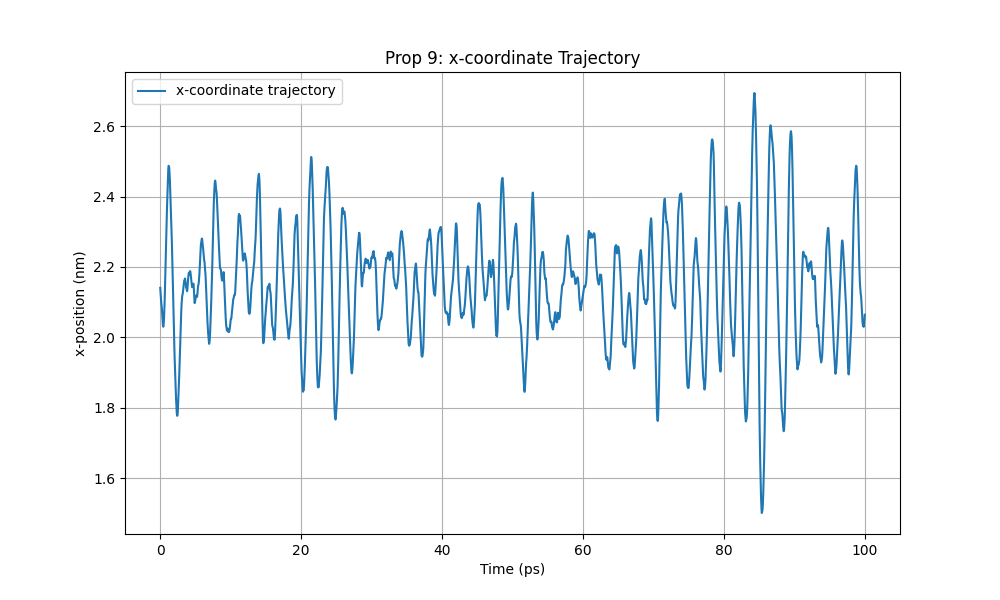 Prop 9: x-coordinate Trajectory
x-coordinate trajectory
2.6
2.4
2.2
2.0
1.8
1.6
x-position (nm)
0 20 40 60 80 100
Time (ps)